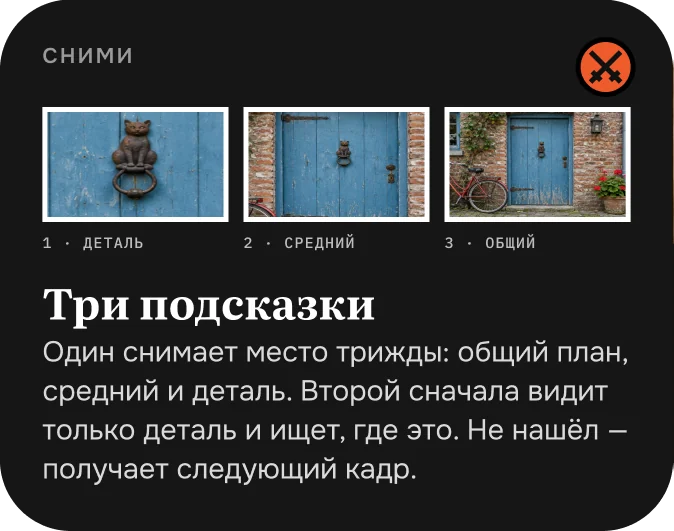 СНИМИ
1 · ДЕТАЛЬ
2 · СРЕДНИЙ
3 · ОБЩИЙ
Три подсказки
Один снимает место трижды: общий план,
средний и деталь. Второй сначала видит
только деталь и ищет, где это. Не нашёл —
получает следующий кадр.